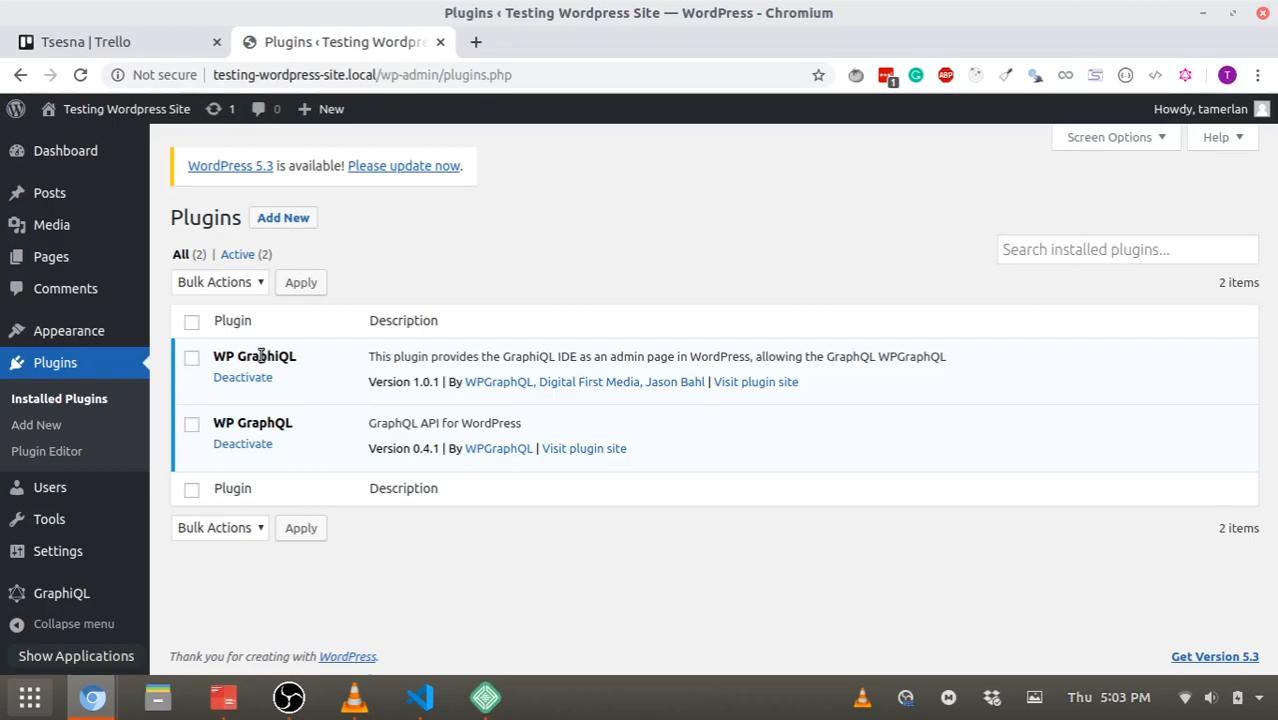 Plugins ‹ Testing Wordpress Site — WordPress - Chromium
Tsesna | Trello
Plugins ‹ Testing Wordpre
Not secure
testing-wordpress-site.local/wp-admin/plugins.php
1
ABP
T
Testing Wordpress Site
1
0
New
Howdy, tamerlan
Screen Options
Help
Dashboard
Posts
Media
Pages
Comments
Appearance
Plugins
Installed Plugins
Add New
Plugin Editor
Users
Tools
Settings
GraphiQL
Collapse menu
Show Applications
WordPress 5.3 is available! Please update now.
Plugins
Add New
All (2) | Active (2)
Search installed plugins...
Bulk Actions
Apply
2 items
Plugin
Description
WP GraphiQL
This plugin provides the GraphiQL IDE as an admin page in WordPress, allowing the GraphQL WPGraphQL
Deactivate
Version 1.0.1 | By WPGraphQL, Digital First Media, Jason Bahl | Visit plugin site
WP GraphQL
GraphQL API for WordPress
Deactivate
Version 0.4.1 | By WPGraphQL | Visit plugin site
Plugin
Description
Bulk Actions
Apply
2 items
Thank you for creating with WordPress.
Get Version 5.3
Thu 5:03 PM